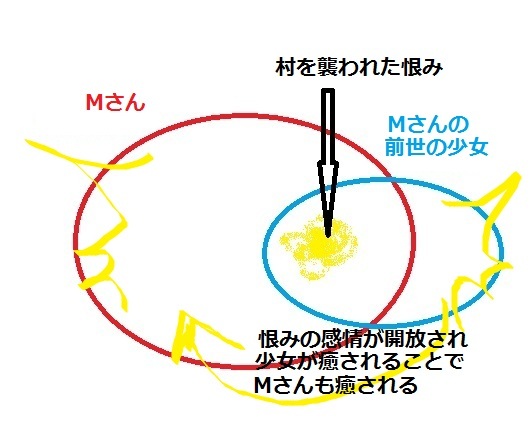 村を襲われた恨み
Mさん
Mさんの
前世の少女
恨みの感情が開放され
少女が癒されることで
Mさんも癒される